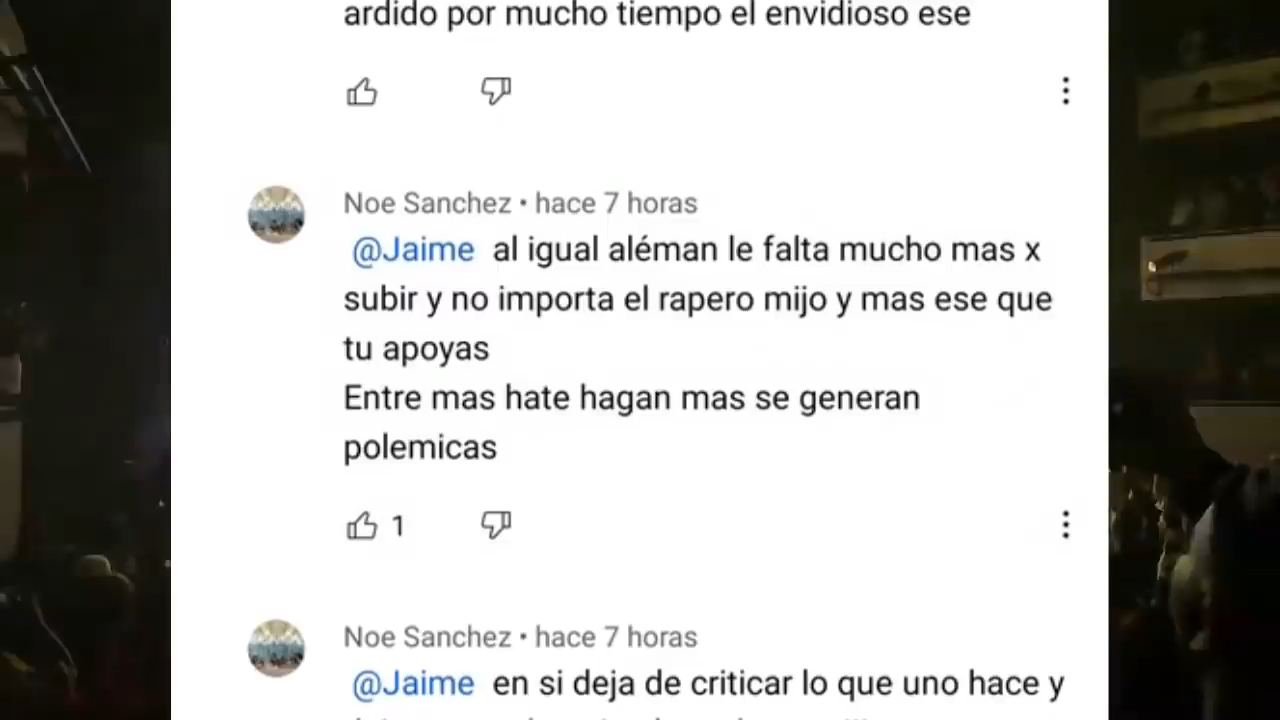 ardido por mucho tiempo el envidioso ese
Noe Sanchez • hace 7 horas
@Jaime al igual aléman le falta mucho mas x
subir y no importa el rapero mijo y mas ese que
tu apoyas
Entre mas hate hagan mas se generan
polemicas
1
Noe Sanchez • hace 7 horas
@Jaime en si deja de criticar lo que uno hace y